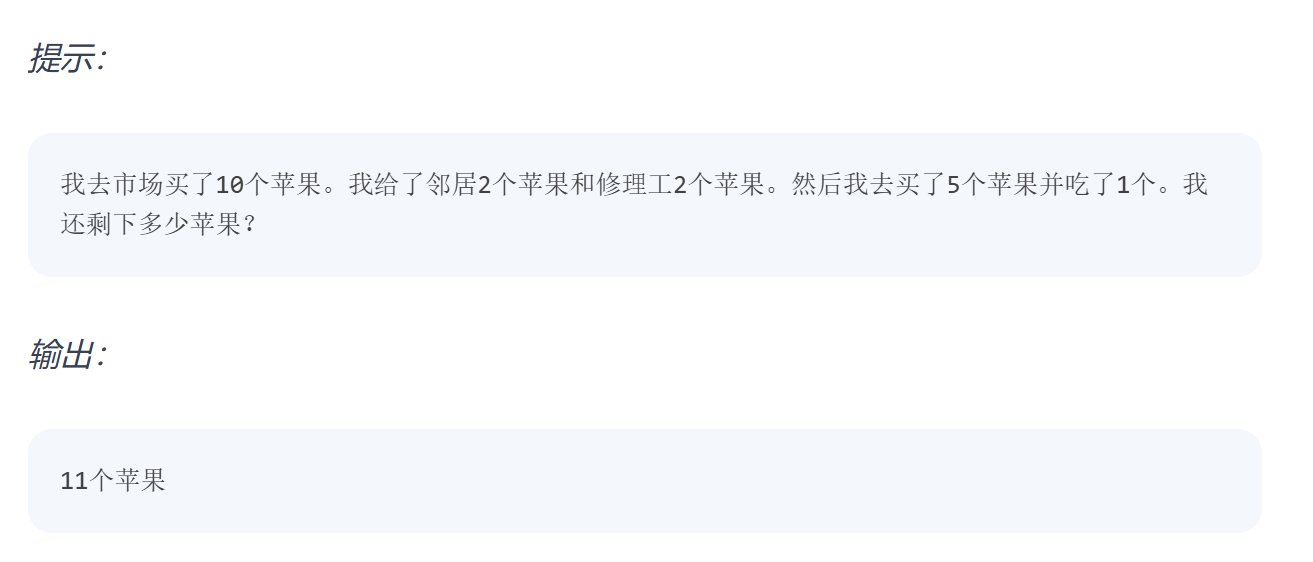 提示：
我去市场买了10个苹果。我给了邻居2个苹果和修理工2个苹果。然后我去买了5个苹果并吃了1个。我
还剩下多少苹果？
输出：
11个苹果